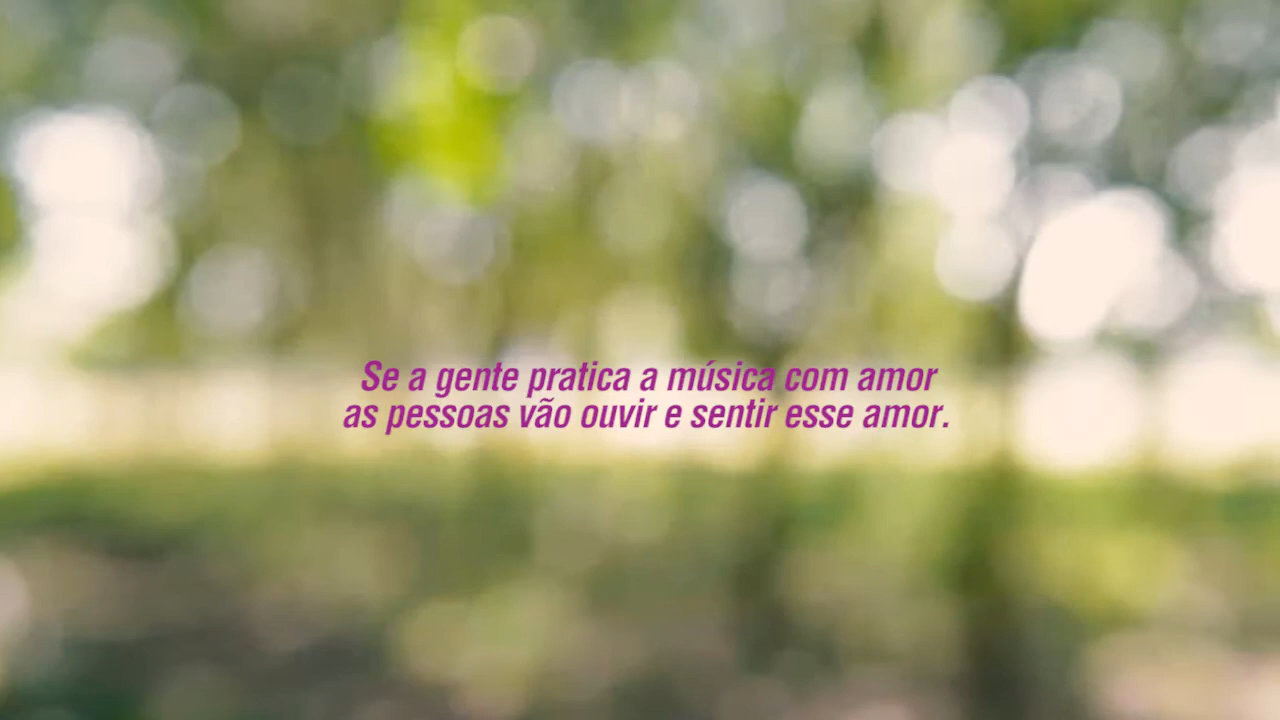 Se a gente pratica a música com amor
as pessoas vão ouvir e sentir esse amor.